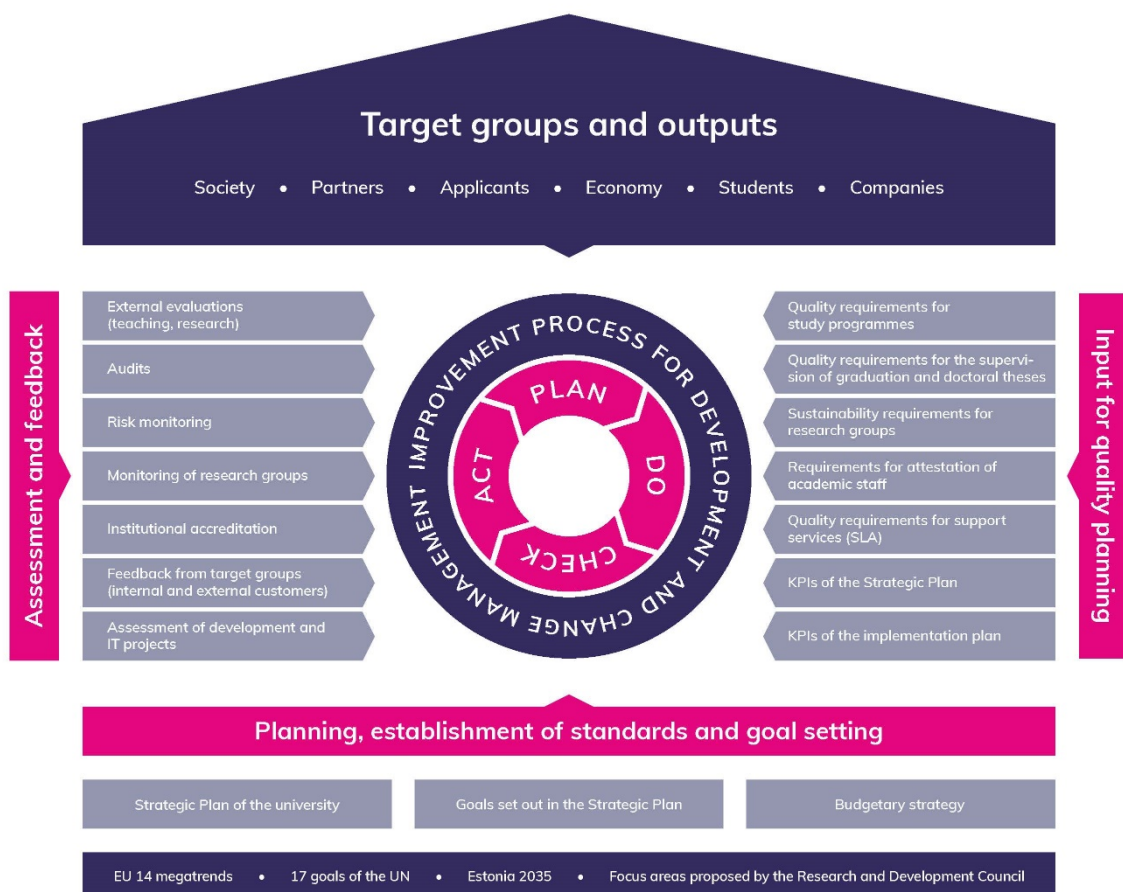 Target groups and outputs
Society • Partners • Applicants • Economy • Students • Companies
Assessment and feedback
External evaluations
(teaching, research)
Audits
Risk monitoring
Monitoring of research groups
Institutional accreditation
Feedback from target groups
(internal and external customers)
Assessment of development and
IT projects
IMPROVEMENT PROCESS FOR DEVELOPMENT AND CHANGE MANAGEMENT
PLAN
DO
CHECK
ACT
Quality requirements for
study programmes
Quality requirements for the supervi-
sion of graduation and doctoral theses
Sustainability requirements for
research groups
Requirements for attestation of
academic staff
Quality requirements for support
services (SLA)
KPIs of the Strategic Plan
KPIs of the implementation plan
Input for quality planning
Planning, establishment of standards and goal setting
Strategic Plan of the university
Goals set out in the Strategic Plan
Budgetary strategy
EU 14 megatrends • 17 goals of the UN • Estonia 2035 • Focus areas proposed by the Research and Development Council